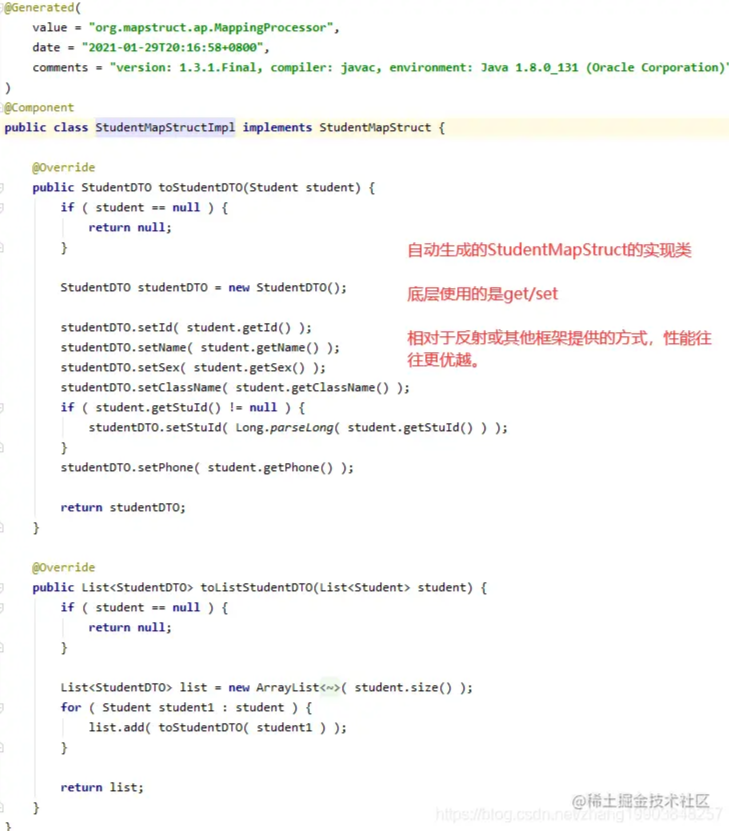 @Generated(
    value = "org.mapstruct.ap.MappingProcessor",
    date = "2021-01-29T20:16:58+0800",
    comments = "version: 1.3.1.Final, compiler: javac, environment: Java 1.8.0_131 (Oracle Corporation)"
)
@Component
public class StudentMapStructImpl implements StudentMapStruct {
    @Override
    public StudentDTO toStudentDTO(Student student) {
        if ( student == null ) {
            return null;
        }
自动生成的StudentMapStruct的实现类
        StudentDTO studentDTO = new StudentDTO();
底层使用的是get/set
        studentDTO.setId( student.getId() );
        studentDTO.setName( student.getName() );
相对于反射或其他框架提供的方式，性能往
往更优越。
        studentDTO.setSex( student.getSex() );
        studentDTO.setClassName( student.getClassName() );
        if ( student.getStuId() != null ) {
            studentDTO.setStuId( Long.parseLong( student.getStuId() ) );
        }
        studentDTO.setPhone( student.getPhone() );
        return studentDTO;
    }
    @Override
    public List<StudentDTO> toListStudentDTO(List<Student> student) {
        if ( student == null ) {
            return null;
        }
        List<StudentDTO> list = new ArrayList<~>( student.size() );
        for ( Student student1 : student ) {
            list.add( toStudentDTO( student1 ) );
        }
        return list;
    }
}
@稀土掘金技术社区
https://blog.csdn.net/zhang19903848257